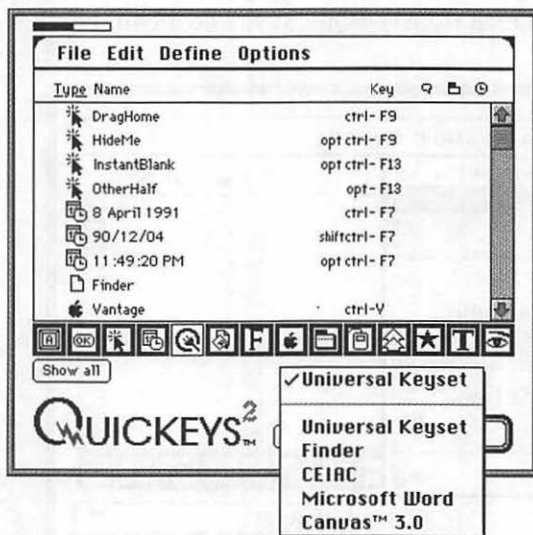 File Edit Define Options
Type Name Key
DragHome ctrl- F9
HideMe opt ctrl- F9
InstantBlank opt ctrl- F13
OtherHalf opt- F13
8 April 1991 ctrl- F7
90/12/04 shiftctrl- F7
11:49:20 PM opt ctrl- F7
Finder
Vantage ctrl-V
A OK F T
Show all
✓Universal Keyset
QUICKEYS2™
Universal Keyset
Finder
CEIAC
Microsoft Word
Canvas™ 3.0